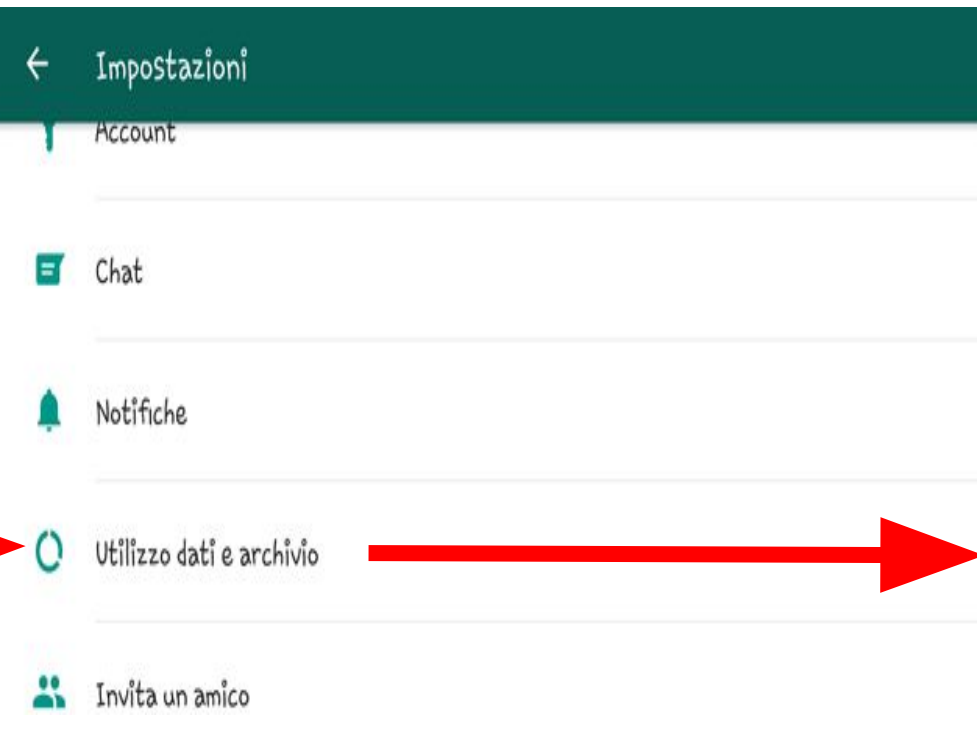 Impostazioni
Account
Chat
Notifiche
Utilizzo dati e archivio
Invita un amico